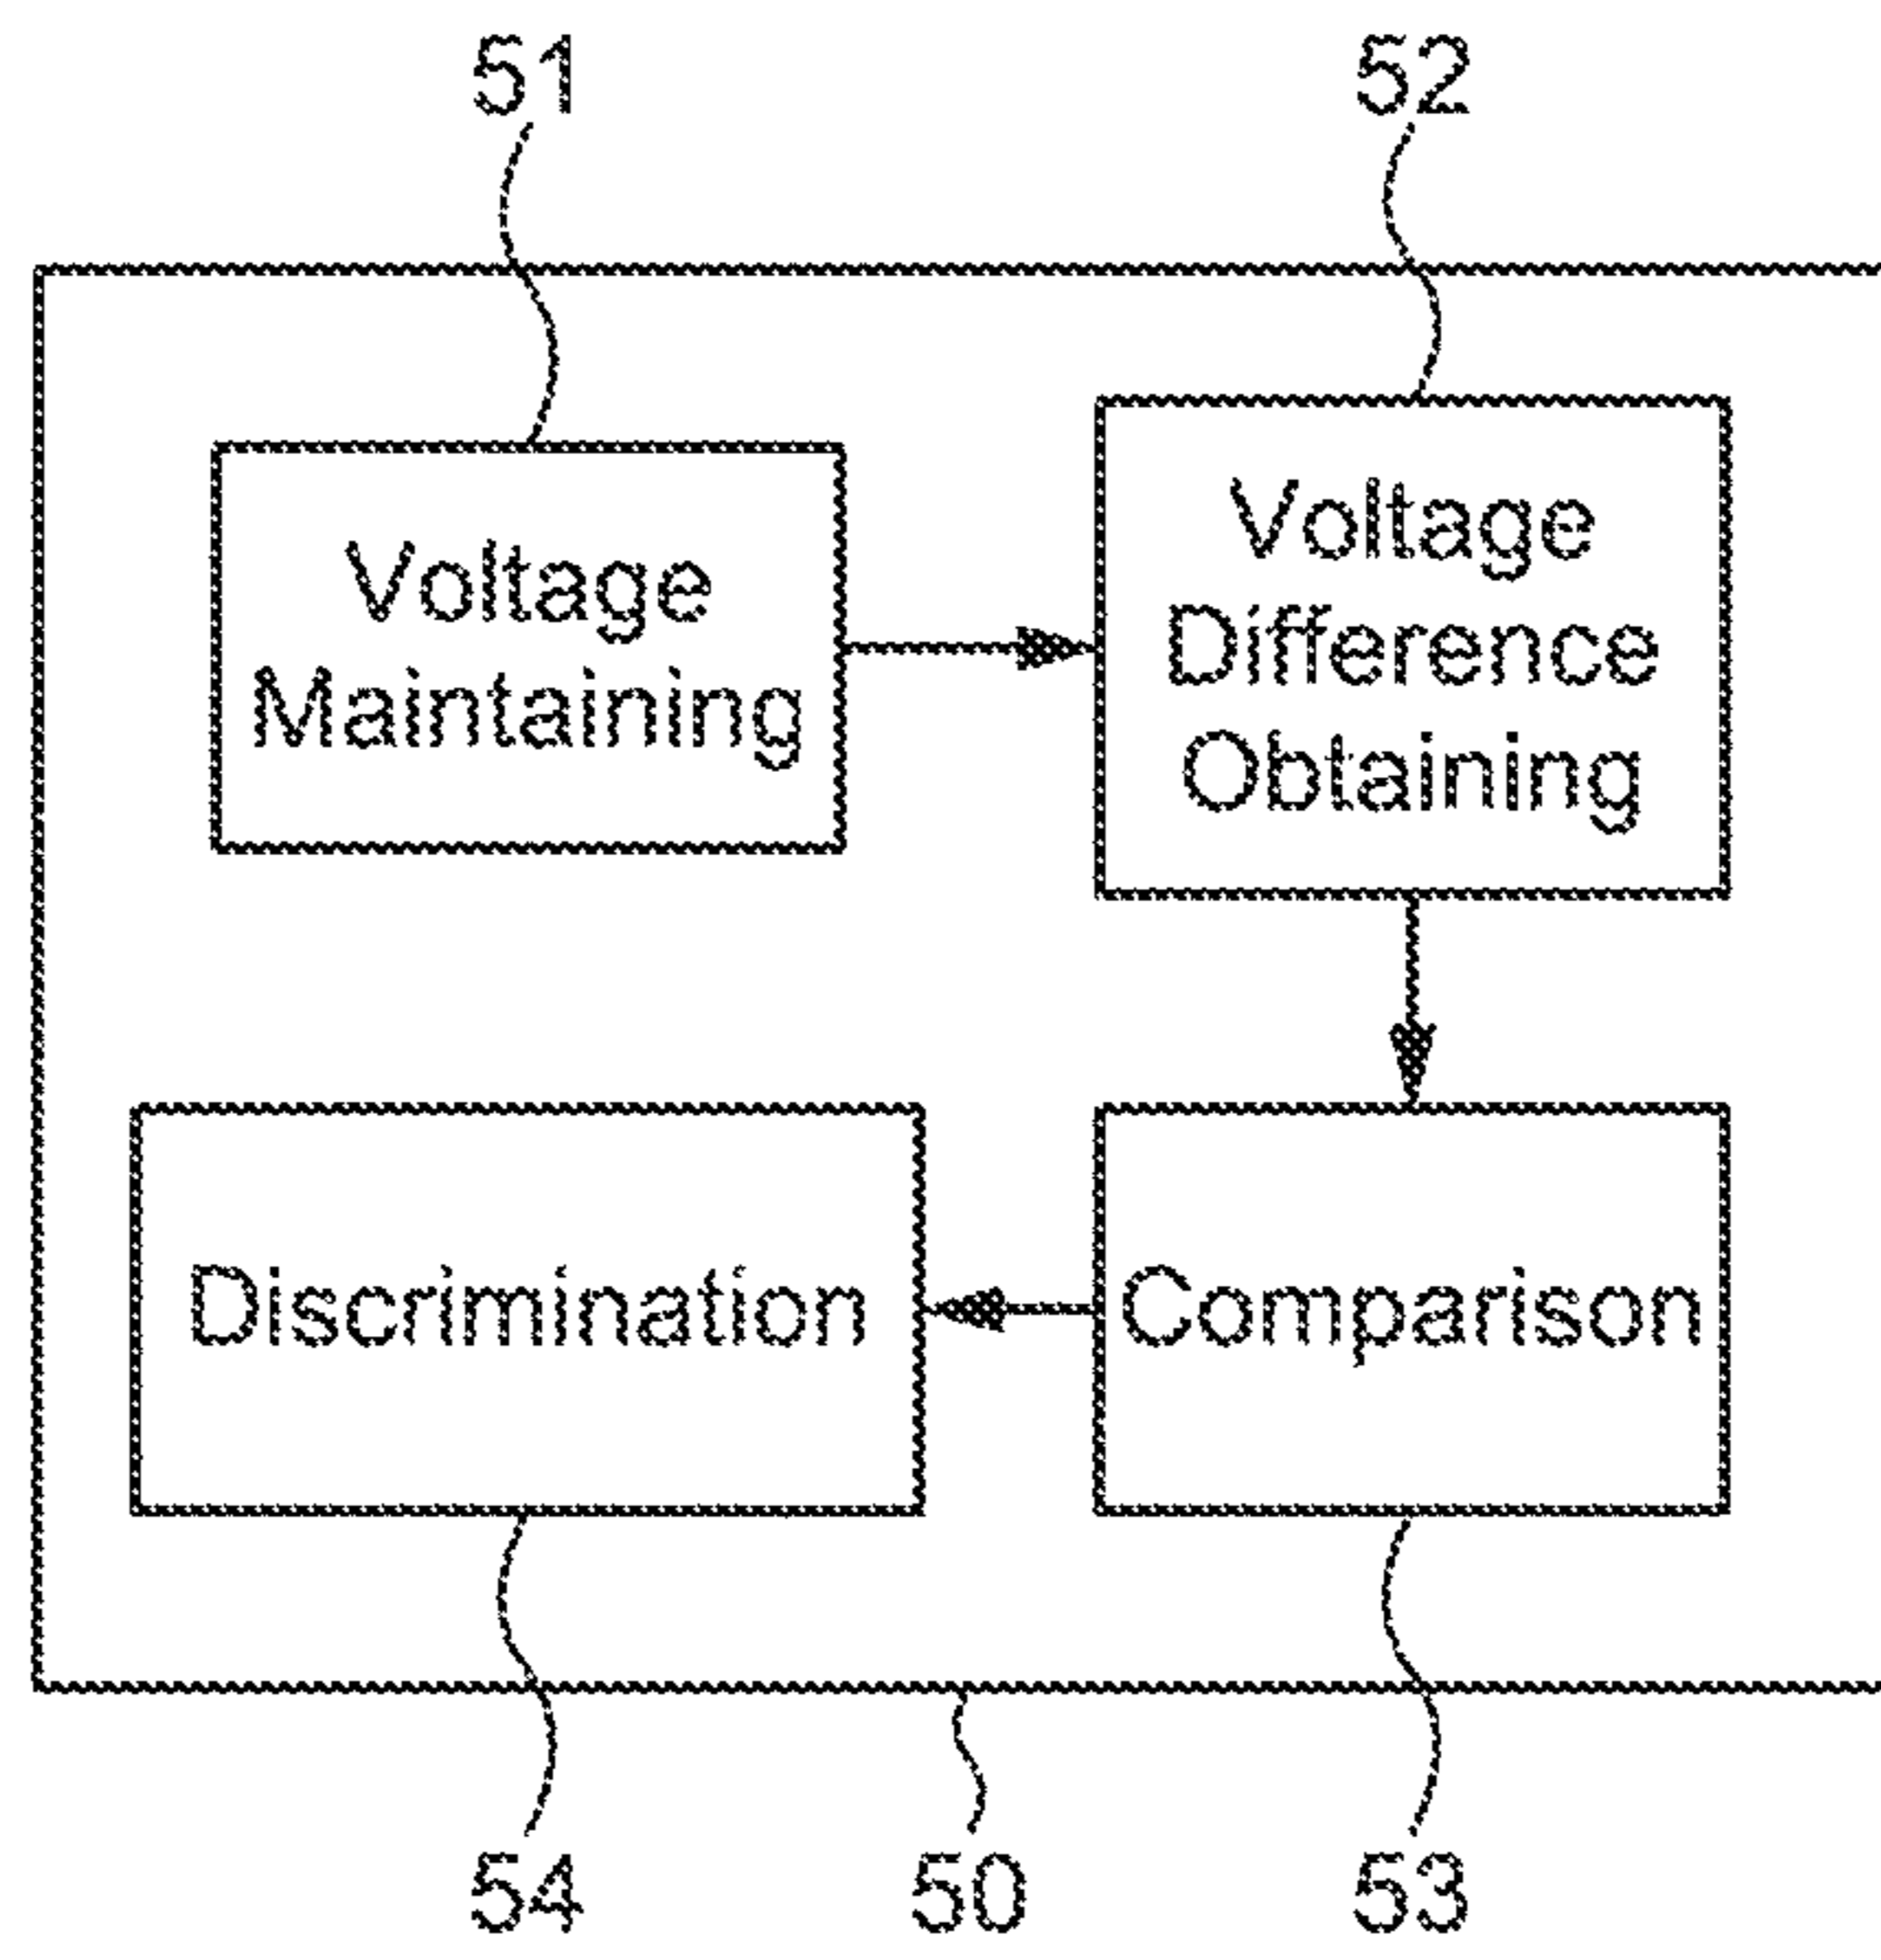 51
52
Voltage
Maintaining
Voltage
Difference
Obtaining
Discrimination
Comparison
54
50
53